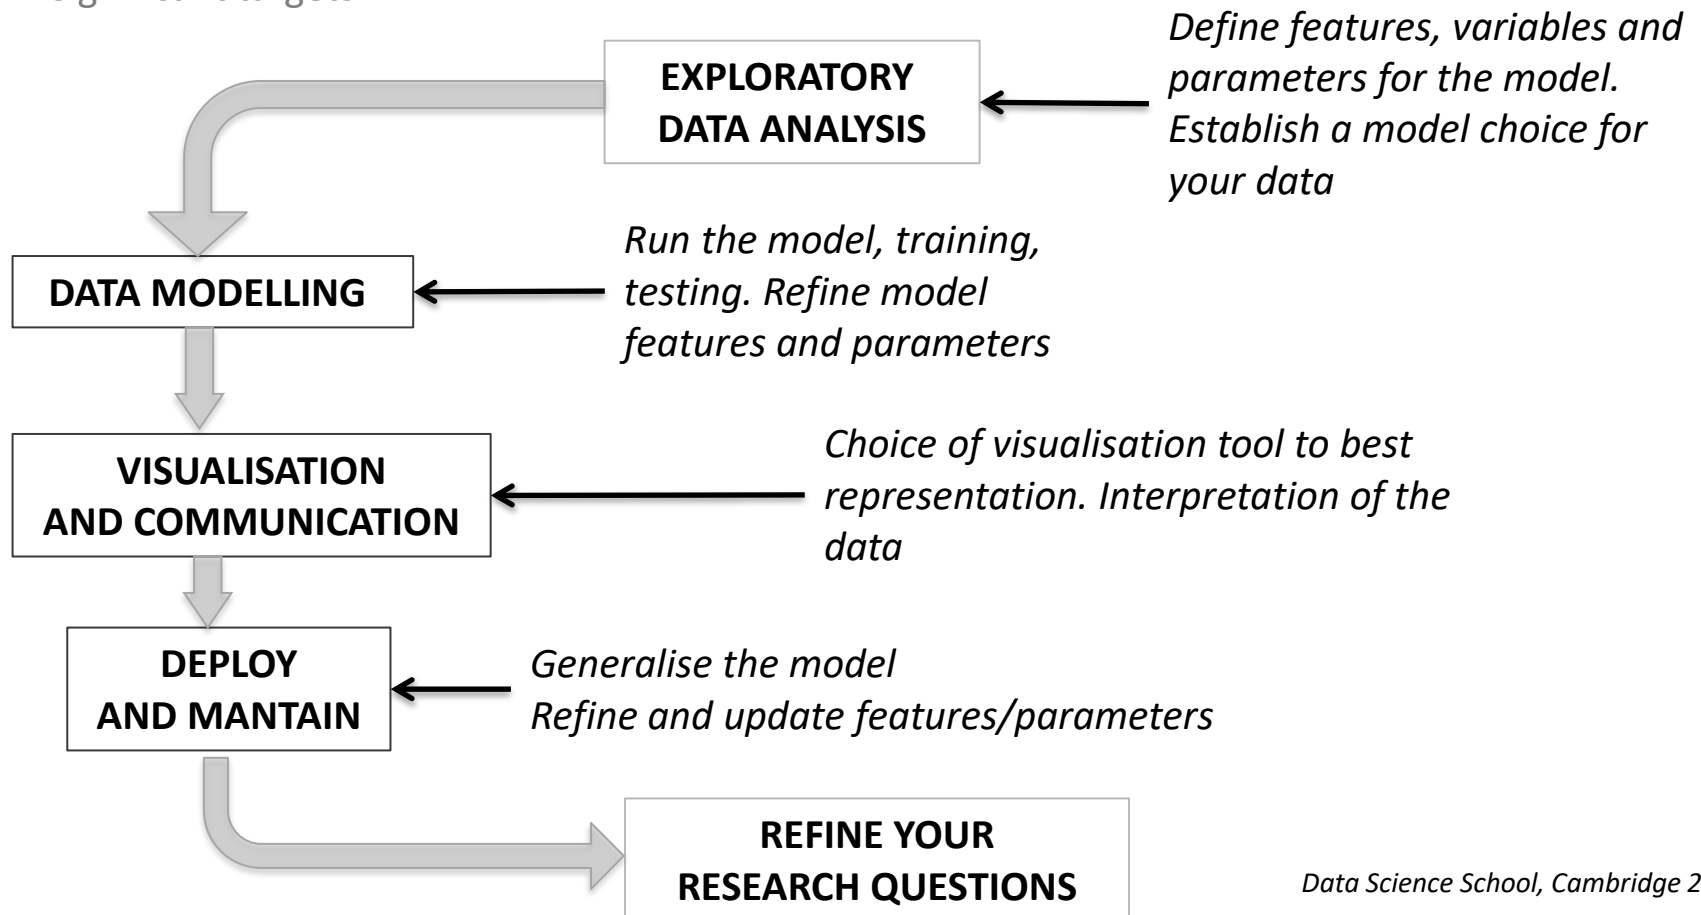 EXPLORATORY
DATA ANALYSIS
Define features, variables and
parameters for the model.
Establish a model choice for
your data
DATA MODELLING
Run the model, training,
testing. Refine model
features and parameters
VISUALISATION
AND COMMUNICATION
Choice of visualisation tool to best
representation. Interpretation of the
data
DEPLOY
AND MANTAIN
Generalise the model
Refine and update features/parameters
REFINE YOUR
RESEARCH QUESTIONS
Data Science School, Cambridge 2